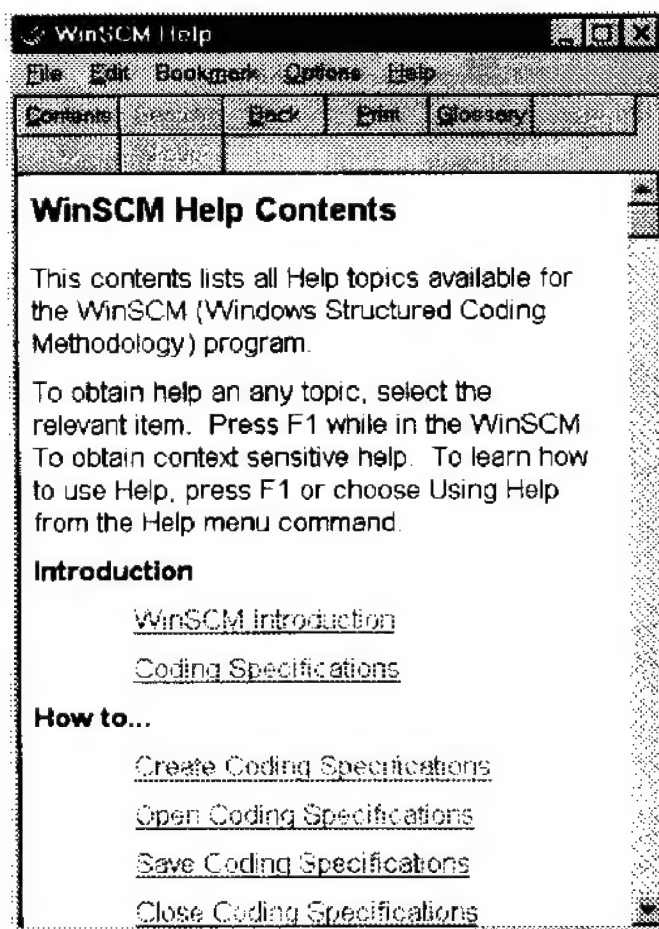 WinSCM Help
File Edit Bookmark Options Help
Contents Search Back Print Glossary
WinSCM Help Contents
This contents lists all Help topics available for
the WinSCM (Windows Structured Coding
Methodology) program.
To obtain help an any topic, select the
relevant item. Press F1 while in the WinSCM
To obtain context sensitive help. To learn how
to use Help, press F1 or choose Using Help
from the Help menu command.
Introduction
WinSCM Introduction
Coding Specifications
How to...
Create Coding Specifications
Open Coding Specifications
Save Coding Specifications
Close Coding Specifications